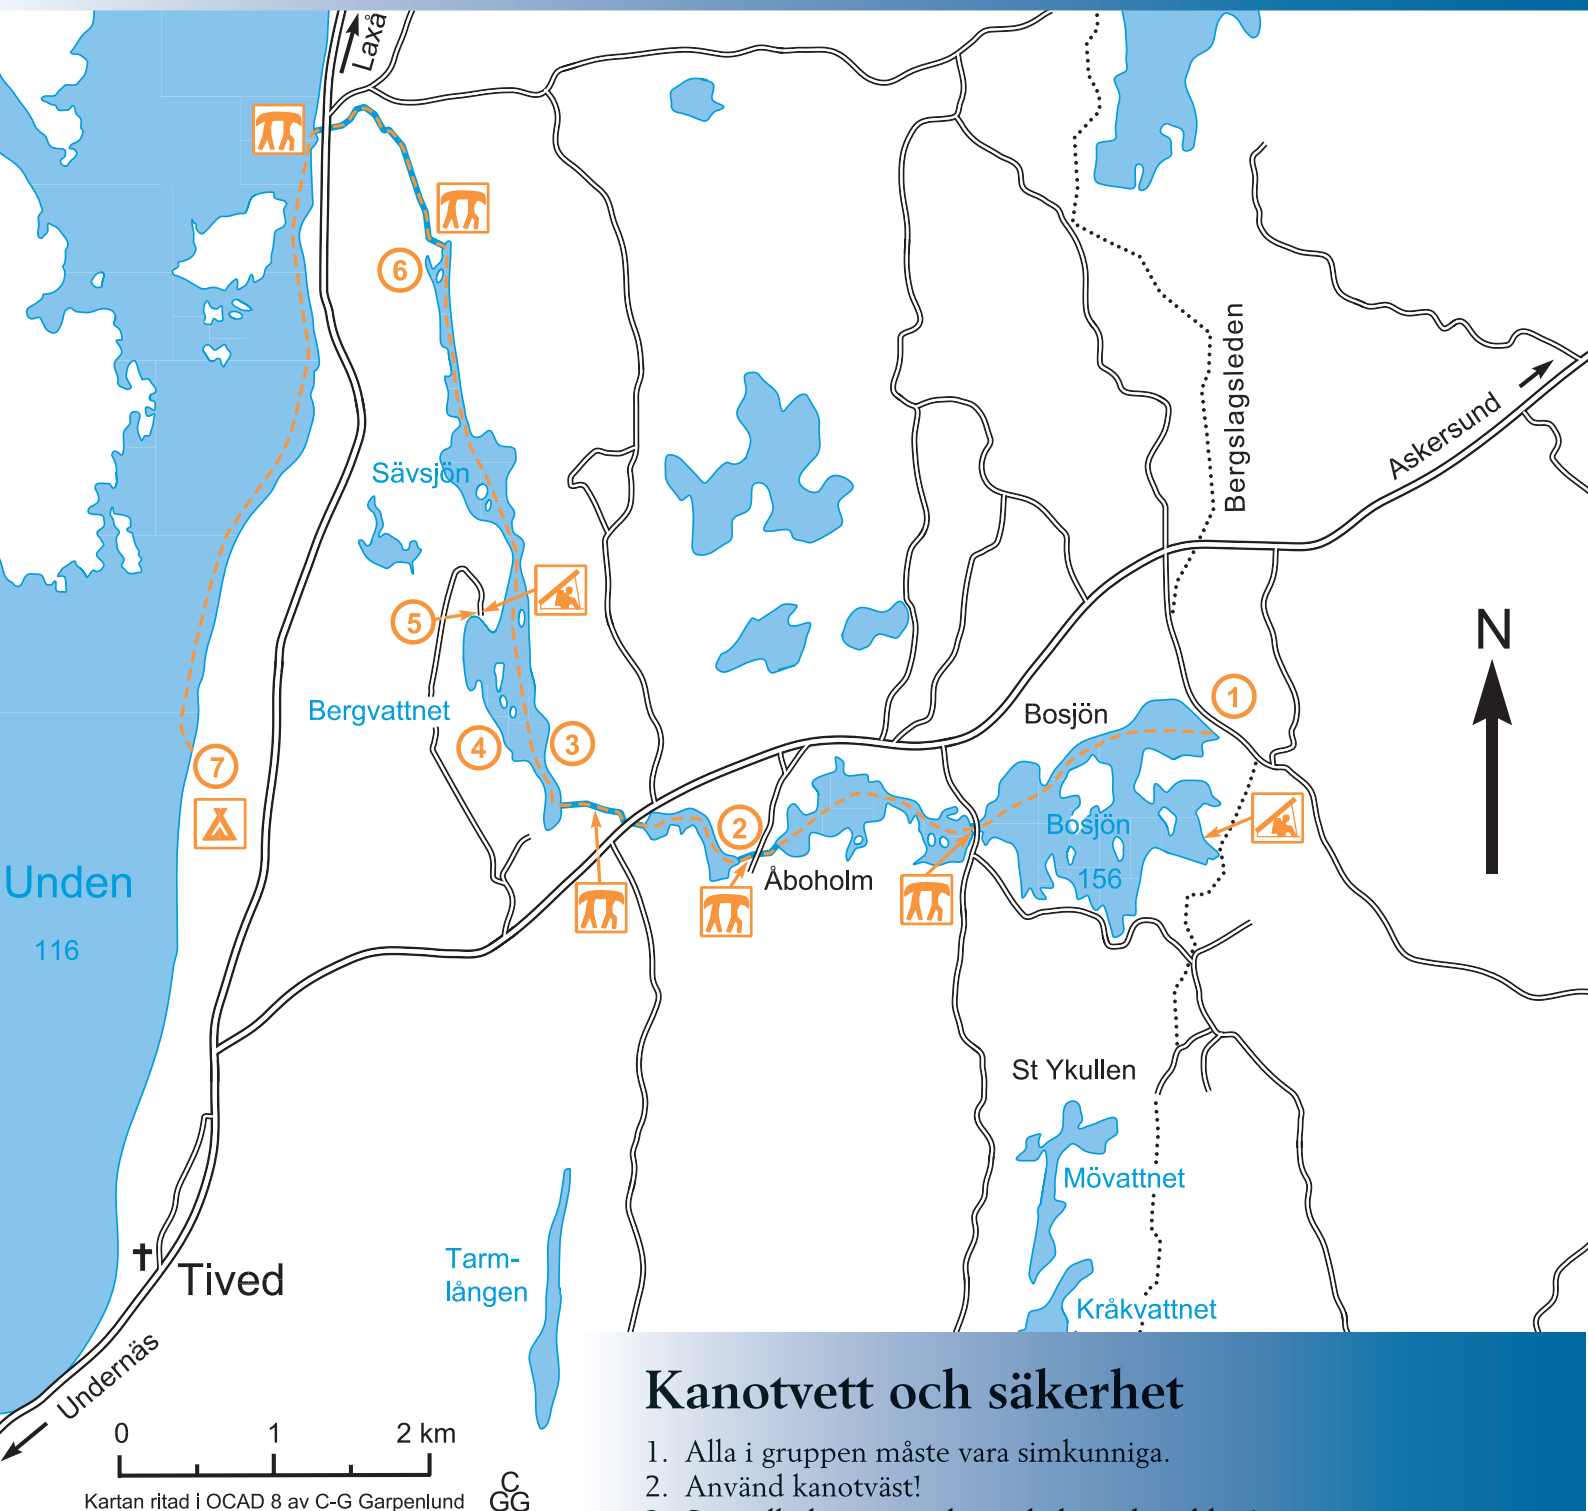 Laxå
6
Sävsjön
Bergslagsleden
Askersund
5
N
Bergvattnet
4
3
Bosjön
1
7
2
Bosjön
156
Åboholm
Unden
116
St Ykullen
Mövattnet
Tived
Tarm-
lången
Kråkvattnet
Undernäs
0 1 2 km
Kartan ritad i OCAD 8 av C-G Garpenlund
C
GG
Kanotvett och säkerhet
1. Alla i gruppen måste vara simkunniga.
2. Använd kanotväst!